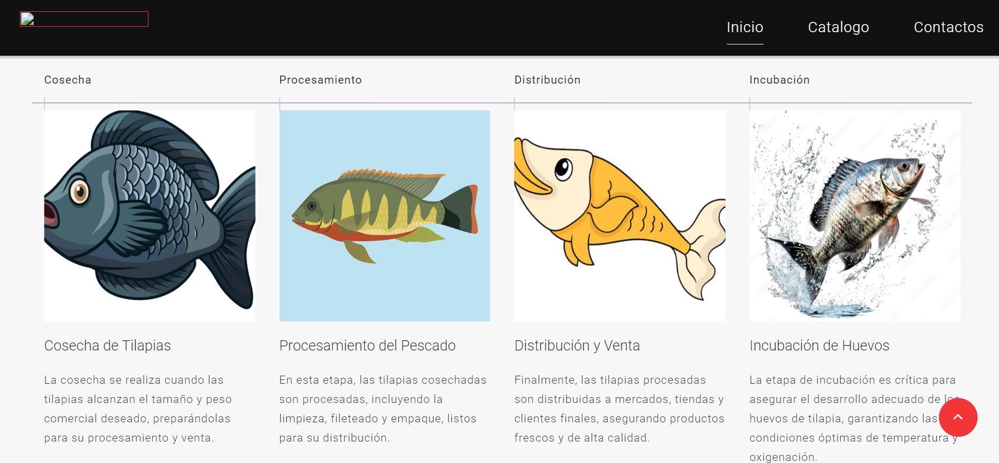 Inicio Catalogo Contactos
Cosecha
Procesamiento
Distribución
Incubación
Cosecha de Tilapias
La cosecha se realiza cuando las
tilapias alcanzan el tamaño y peso
comercial deseado, preparándolas
para su procesamiento y venta.
Procesamiento del Pescado
En esta etapa, las tilapias cosechadas
son procesadas, incluyendo la
limpieza, fileteado y empaque, listos
para su distribución.
Distribución y Venta
Finalmente, las tilapias procesadas
son distribuidas a mercados, tiendas y
clientes finales, asegurando productos
frescos y de alta calidad.
Incubación de Huevos
La etapa de incubación es crítica para
asegurar el desarrollo adecuado de los
huevos de tilapia, garantizando las
condiciones óptimas de temperatura y
oxigenación.